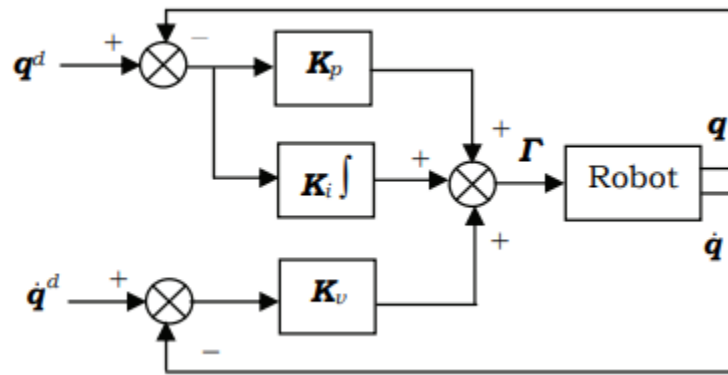 + −
q^d
K_p
+
Γ
q
K_i ∫
+
Robot
q̇
+
q̇^d
+
K_v
−